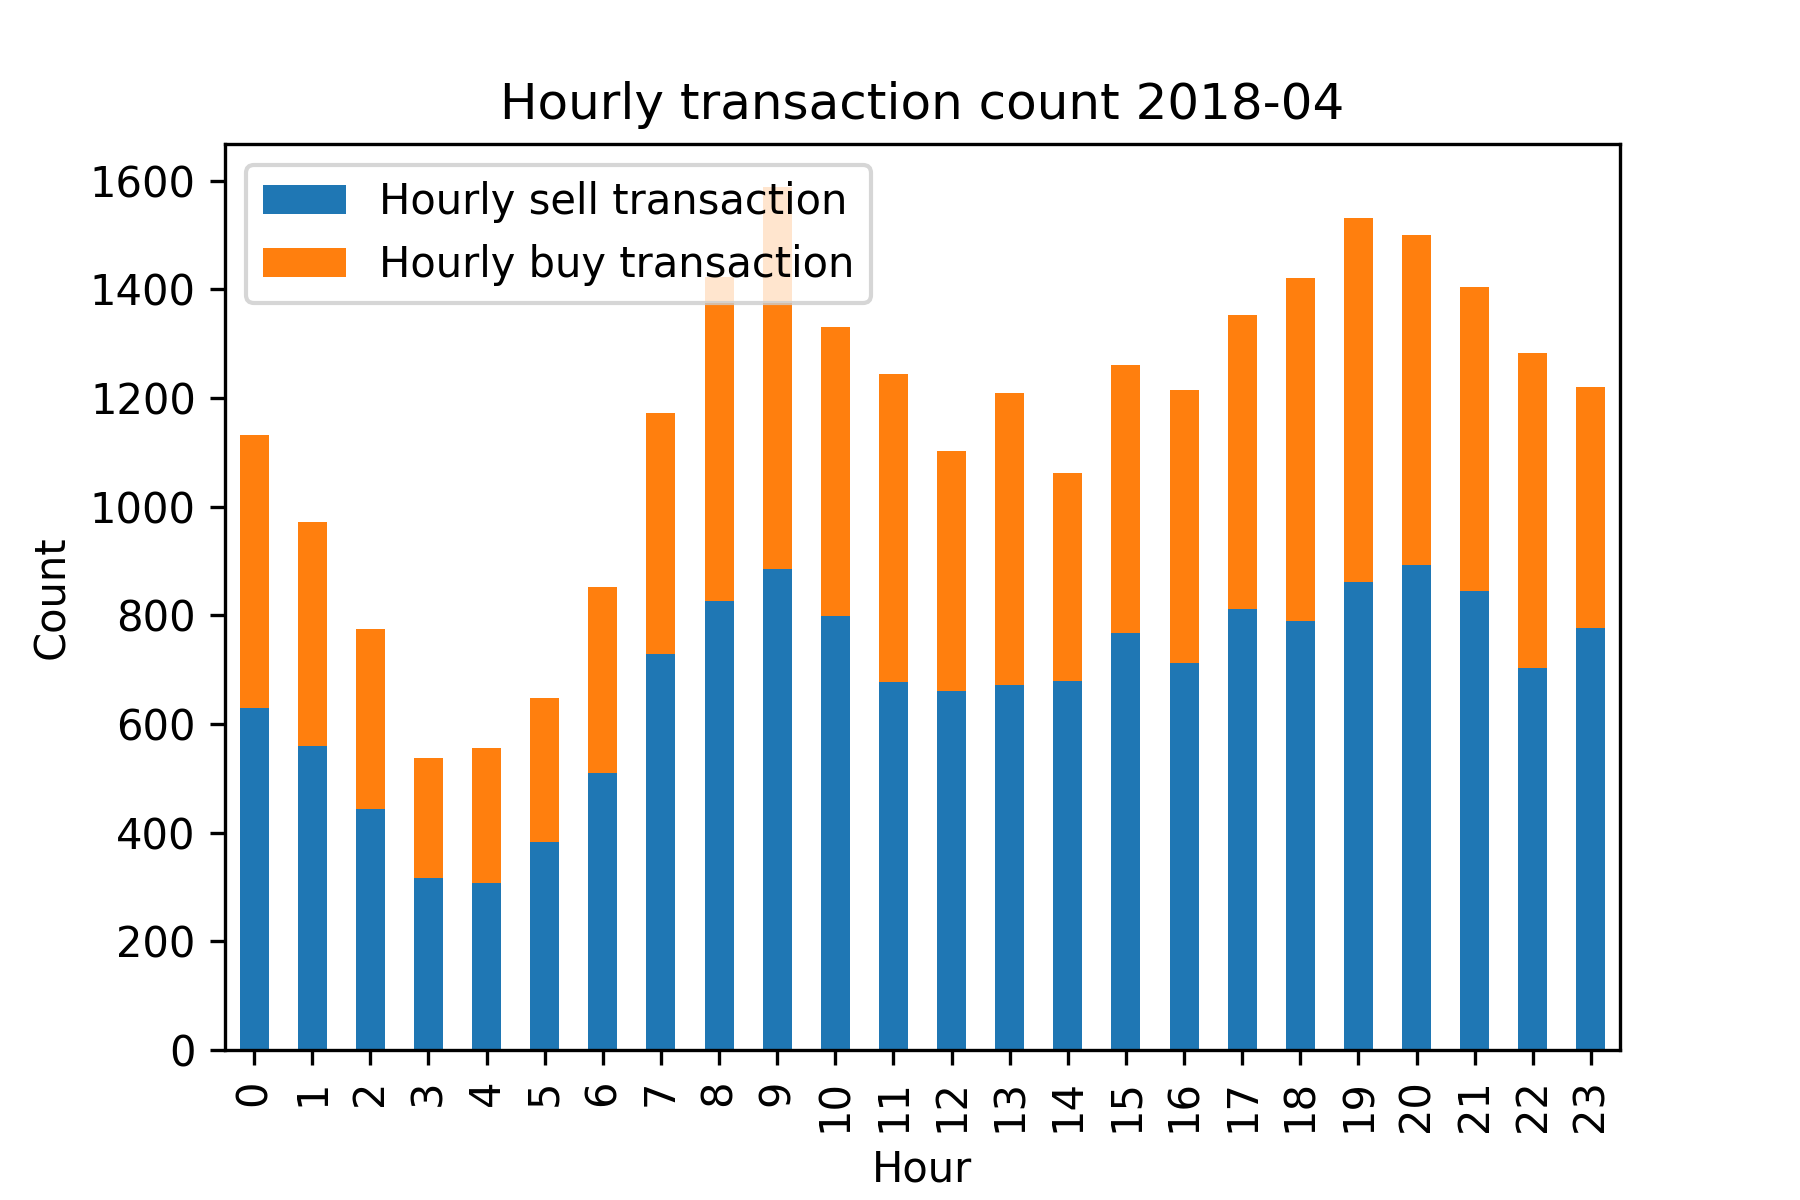 Hourly transaction count 2018-04
Hourly sell transaction
Hourly buy transaction
1600
1400
1200
1000
800
600
400
200
0
Count
0 1 2 3 4 5 6 7 8 9 10 11 12 13 14 15 16 17 18 19 20 21 22 23
Hour